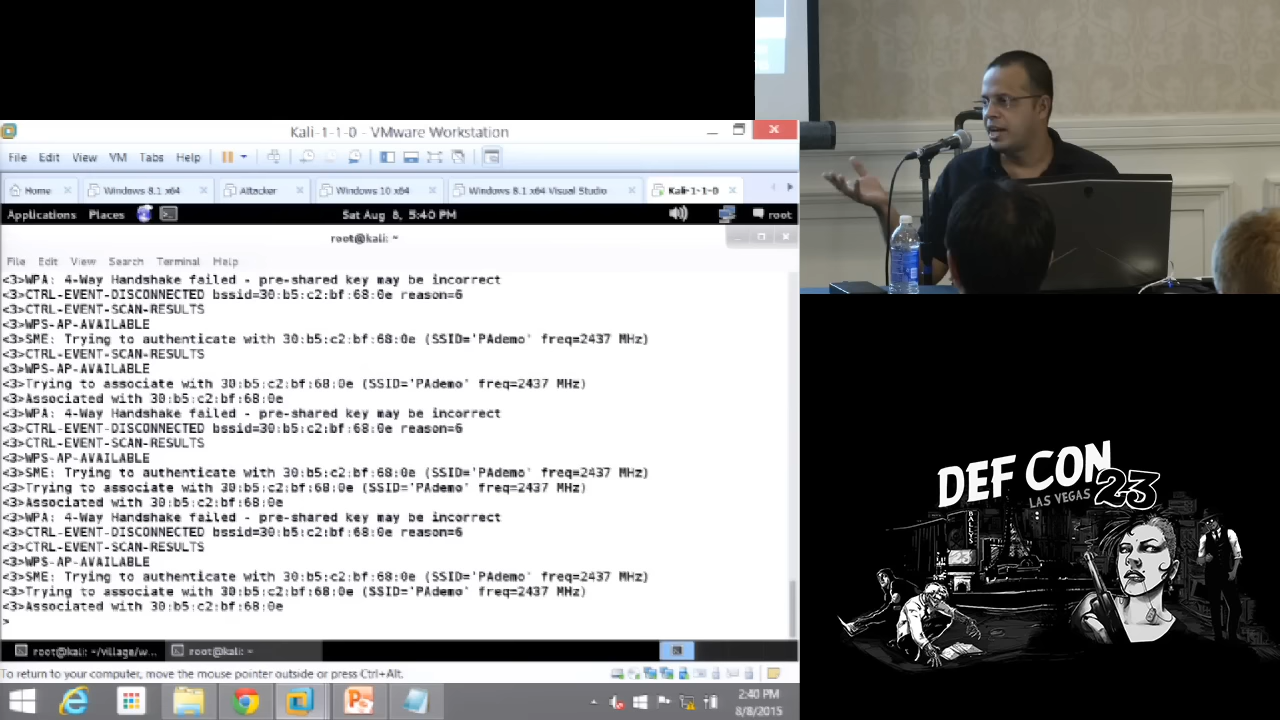 Kali-1-1-0 - VMware Workstation
File Edit View VM Tabs Help
Home Windows 8.1 x64 Attacker Windows 10 x64 Windows 8.1 x64 Visual Studio Kali-1-1-0
Applications Places Sat Aug 8, 5:40 PM root
root@kali: ~
File Edit View Search Terminal Help
<3>WPA: 4-Way Handshake failed - pre-shared key may be incorrect
<3>CTRL-EVENT-DISCONNECTED bssid=30:b5:c2:bf:68:0e reason=6
<3>CTRL-EVENT-SCAN-RESULTS
<3>WPS-AP-AVAILABLE
<3>SME: Trying to authenticate with 30:b5:c2:bf:68:0e (SSID='PAdemo' freq=2437 MHz)
<3>CTRL-EVENT-SCAN-RESULTS
<3>WPS-AP-AVAILABLE
<3>Trying to associate with 30:b5:c2:bf:68:0e (SSID='PAdemo' freq=2437 MHz)
<3>Associated with 30:b5:c2:bf:68:0e
<3>WPA: 4-Way Handshake failed - pre-shared key may be incorrect
<3>CTRL-EVENT-DISCONNECTED bssid=30:b5:c2:bf:68:0e reason=6
<3>CTRL-EVENT-SCAN-RESULTS
<3>WPS-AP-AVAILABLE
<3>SME: Trying to authenticate with 30:b5:c2:bf:68:0e (SSID='PAdemo' freq=2437 MHz)
<3>Trying to associate with 30:b5:c2:bf:68:0e (SSID='PAdemo' freq=2437 MHz)
<3>Associated with 30:b5:c2:bf:68:0e
<3>WPA: 4-Way Handshake failed - pre-shared key may be incorrect
<3>CTRL-EVENT-DISCONNECTED bssid=30:b5:c2:bf:68:0e reason=6
<3>CTRL-EVENT-SCAN-RESULTS
<3>WPS-AP-AVAILABLE
<3>SME: Trying to authenticate with 30:b5:c2:bf:68:0e (SSID='PAdemo' freq=2437 MHz)
<3>Trying to associate with 30:b5:c2:bf:68:0e (SSID='PAdemo' freq=2437 MHz)
<3>Associated with 30:b5:c2:bf:68:0e
>
root@kali: ~/village/w... root@kali: ~
To return to your computer, move the mouse pointer outside or press Ctrl+Alt.
2:40 PM
8/8/2015
DEF CON
LAS VEGAS 23